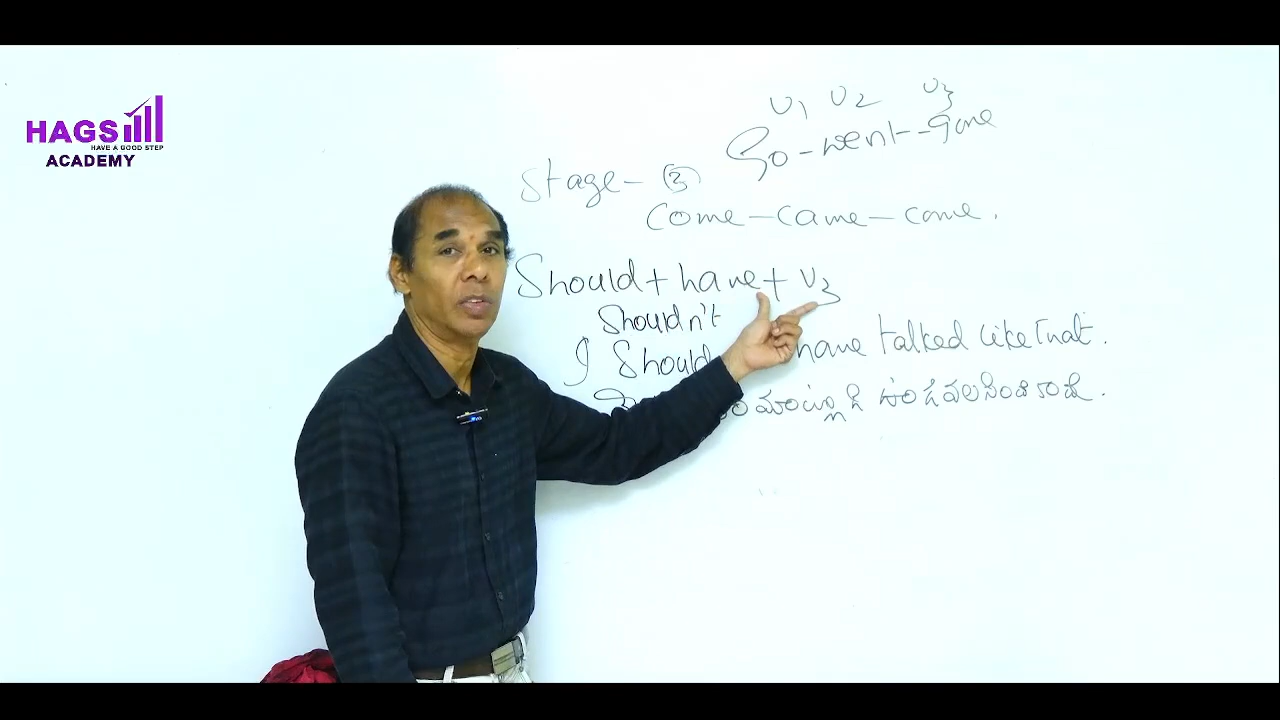 HAGS
HAVE A GOOD STEP
ACADEMY
V1 V2 V3
Go - went - gone
Stage - (3)
Come - came - come.
Should + have + V3
Shouldn't
I Should have talked like that.
ఉండవలసిందికాదు.